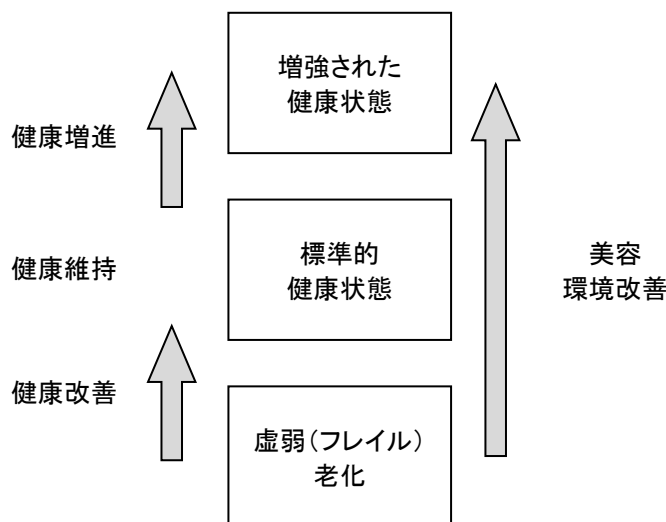 増強された
健康状態
健康増進
標準的
健康状態
健康維持
美容
環境改善
健康改善
虚弱（フレイル）
老化